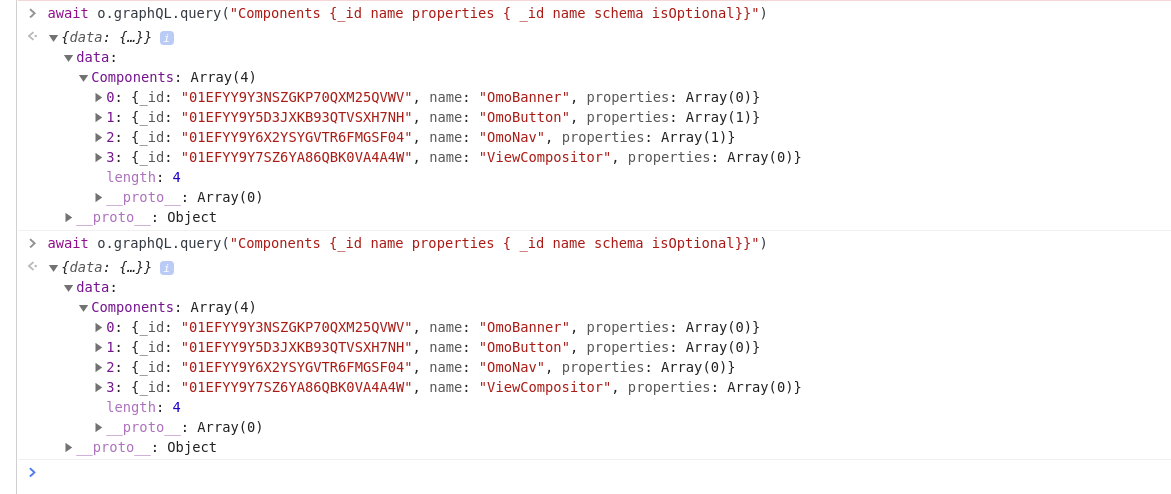 > await o.graphQL.query("Components {_id name properties { _id name schema isOptional}}")
<· ▼{data: {…}} i
▼data:
▼Components: Array(4)
▶0: {_id: "01EFYY9Y3NSZGKP70QXM25QVWV", name: "OmoBanner", properties: Array(0)}
▶1: {_id: "01EFYY9Y5D3JXKB93QTVSXH7NH", name: "OmoButton", properties: Array(1)}
▶2: {_id: "01EFYY9Y6X2YSYGVTR6FMGSF04", name: "OmoNav", properties: Array(1)}
▶3: {_id: "01EFYY9Y7SZ6YA86QBK0VA4A4W", name: "ViewCompositor", properties: Array(0)}
length: 4
▶__proto__: Array(0)
▶__proto__: Object
> await o.graphQL.query("Components {_id name properties { _id name schema isOptional}}")
<· ▼{data: {…}} i
▼data:
▼Components: Array(4)
▶0: {_id: "01EFYY9Y3NSZGKP70QXM25QVWV", name: "OmoBanner", properties: Array(0)}
▶1: {_id: "01EFYY9Y5D3JXKB93QTVSXH7NH", name: "OmoButton", properties: Array(0)}
▶2: {_id: "01EFYY9Y6X2YSYGVTR6FMGSF04", name: "OmoNav", properties: Array(0)}
▶3: {_id: "01EFYY9Y7SZ6YA86QBK0VA4A4W", name: "ViewCompositor", properties: Array(0)}
length: 4
▶__proto__: Array(0)
▶__proto__: Object
>